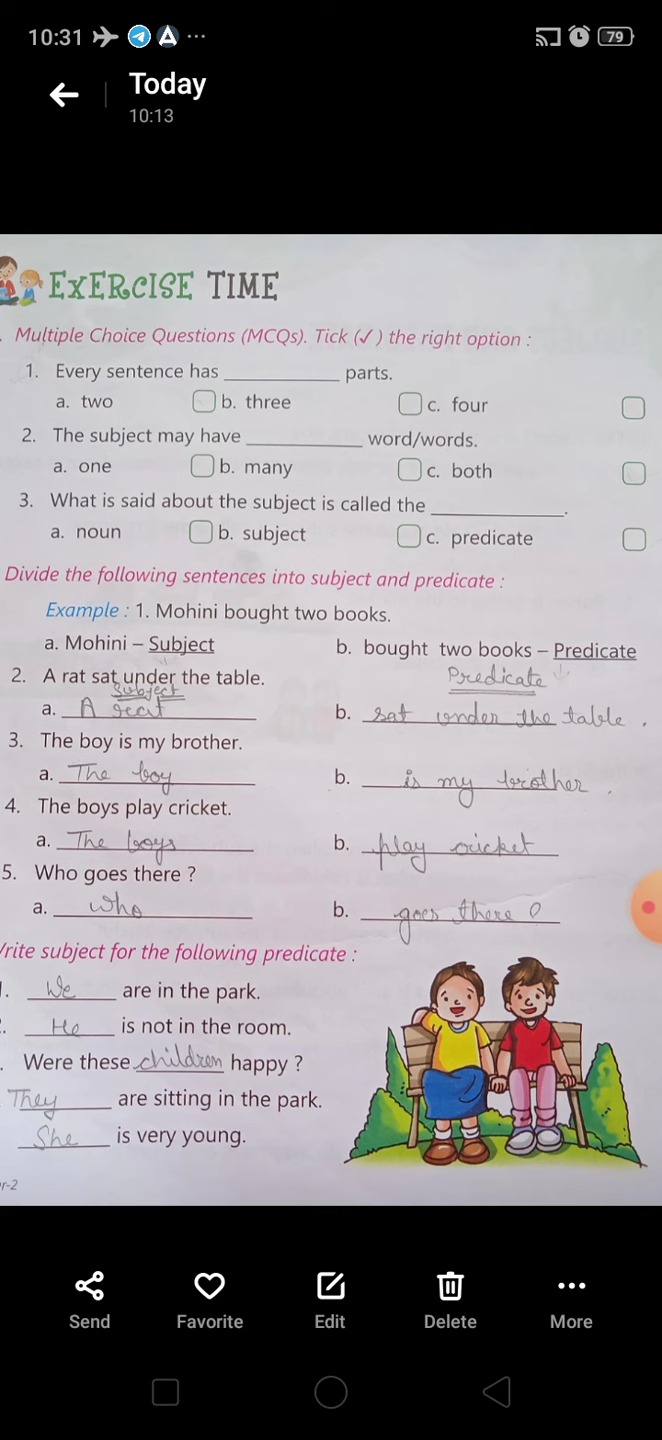 10:31
79
Today
10:13
EXERCISE TIME
. Multiple Choice Questions (MCQs). Tick (✓) the right option :
1. Every sentence has ____________ parts.
a. two b. three c. four
2. The subject may have ____________ word/words.
a. one b. many c. both
3. What is said about the subject is called the ______________.
a. noun b. subject c. predicate
Divide the following sentences into subject and predicate :
Example : 1. Mohini bought two books.
a. Mohini – Subject b. bought two books – Predicate
2. A rat sat under the table.
Subject Predicate
a. A rat b. sat under the table .
3. The boy is my brother.
a. The boy b. is my brother .
4. The boys play cricket.
a. The boys b. play cricket
5. Who goes there ?
a. who b. goes there ?
Write subject for the following predicate :
. We are in the park.
. He is not in the room.
. Were these children happy ?
They are sitting in the park.
She is very young.
r-2
Send Favorite Edit Delete More